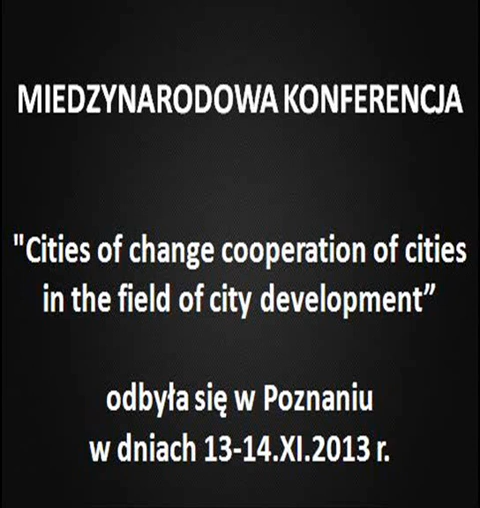 MIEDZYNARODOWA KONFERENCJA
"Cities of change cooperation of cities
in the field of city development”
odbyła się w Poznaniu
w dniach 13-14.XI.2013 r.